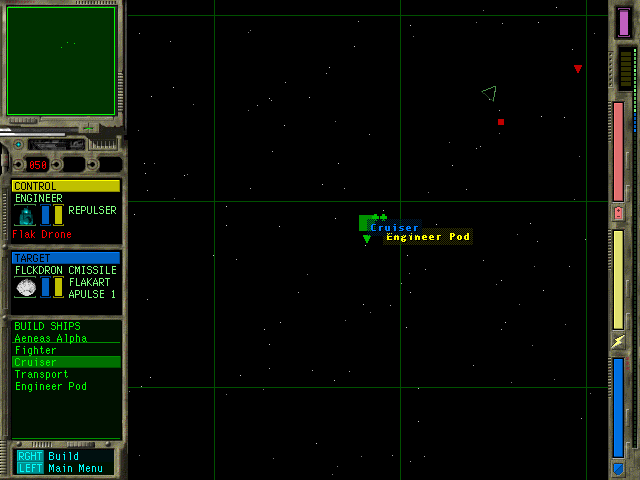 050
CONTROL
ENGINEER
REPULSER
Flak Drona
TARGET
FLCKDRON CMISSILE
FLAKART
APULSE 1
BUILD SHIPS
Aeneas Alpha
Fighter
Cruiser
Transport
Engineer Pod
RGHT Build
LEFT Main Menu
Cruiser
Engineer Pod